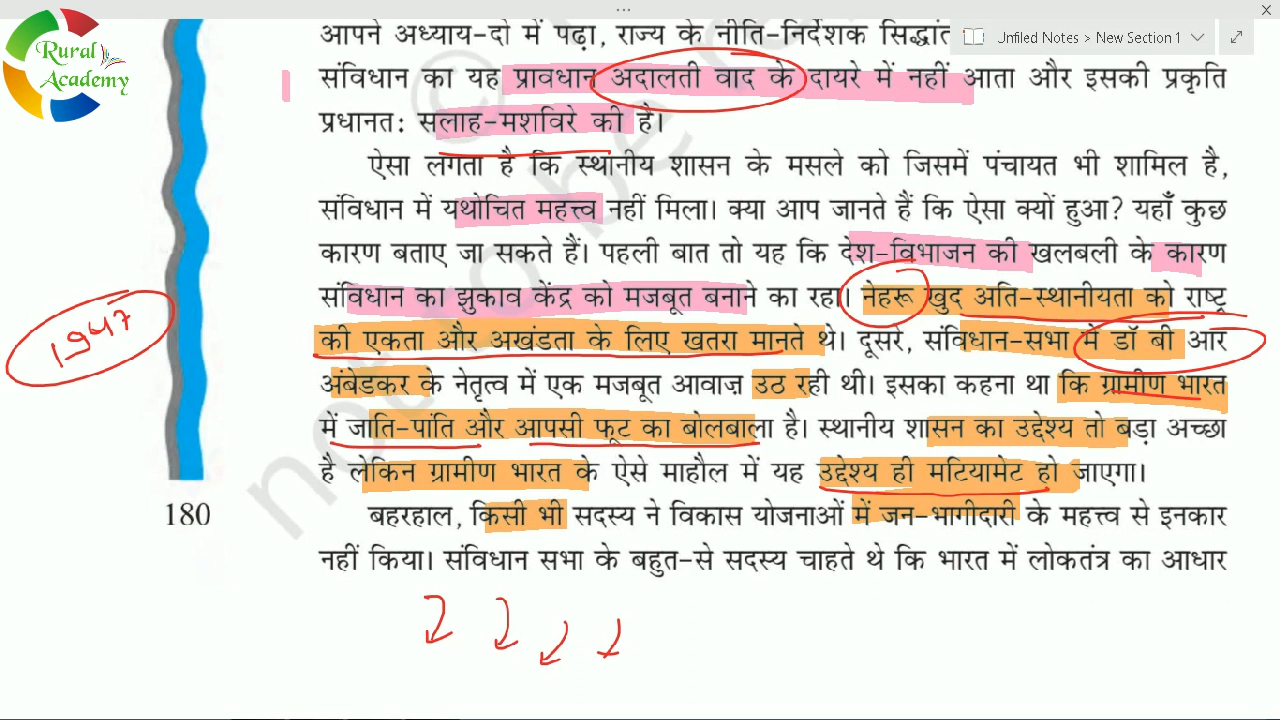 Rural
Academy
Unfiled Notes > New Section 1
आपने अध्याय-दो में पढ़ा, राज्य के नीति-निर्देशक सिद्धांत
संविधान का यह प्रावधान अदालती वाद के दायरे में नहीं आता और इसकी प्रकृति
प्रधानतः सलाह-मशविरे की है।
ऐसा लगता है कि स्थानीय शासन के मसले को जिसमें पंचायत भी शामिल है,
संविधान में यथोचित महत्त्व नहीं मिला। क्या आप जानते हैं कि ऐसा क्यों हुआ? यहाँ कुछ
कारण बताए जा सकते हैं। पहली बात तो यह कि देश-विभाजन की खलबली के कारण
संविधान का झुकाव केंद्र को मजबूत बनाने का रहा। नेहरू खुद अति-स्थानीयता को राष्ट्र
की एकता और अखंडता के लिए खतरा मानते थे। दूसरे, संविधान-सभा में डॉ बी आर
अंबेडकर के नेतृत्व में एक मजबूत आवाज़ उठ रही थी। इसका कहना था कि ग्रामीण भारत
में जाति-पांति और आपसी फूट का बोलबाला है। स्थानीय शासन का उद्देश्य तो बड़ा अच्छा
है लेकिन ग्रामीण भारत के ऐसे माहौल में यह उद्देश्य ही मटियामेट हो जाएगा।
बहरहाल, किसी भी सदस्य ने विकास योजनाओं में जन-भागीदारी के महत्त्व से इनकार
नहीं किया। संविधान सभा के बहुत-से सदस्य चाहते थे कि भारत में लोकतंत्र का आधार
1947
180